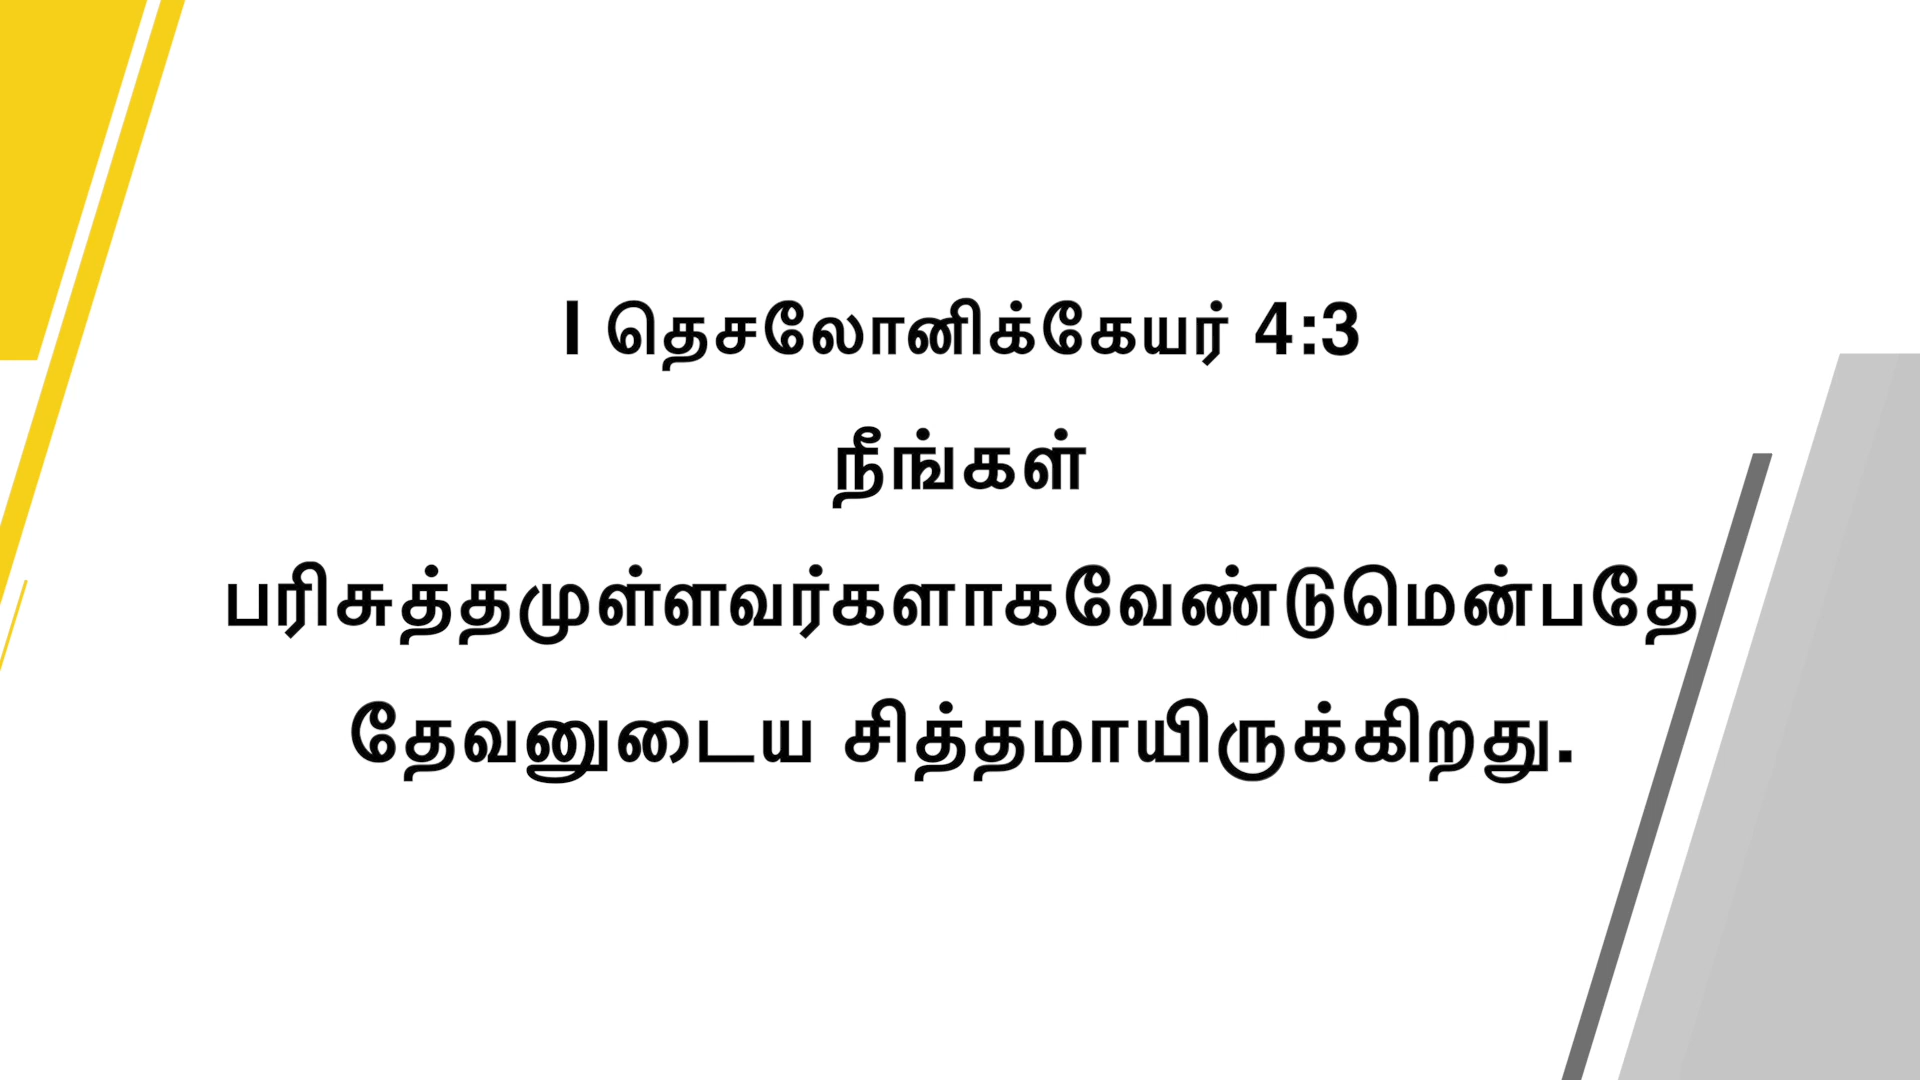 I தெசலோனிக்கேயர் 4:3
நீங்கள்
பரிசுத்தமுள்ளவர்களாகவேண்டுமென்பதே
தேவனுடைய சித்தமாயிருக்கிறது.